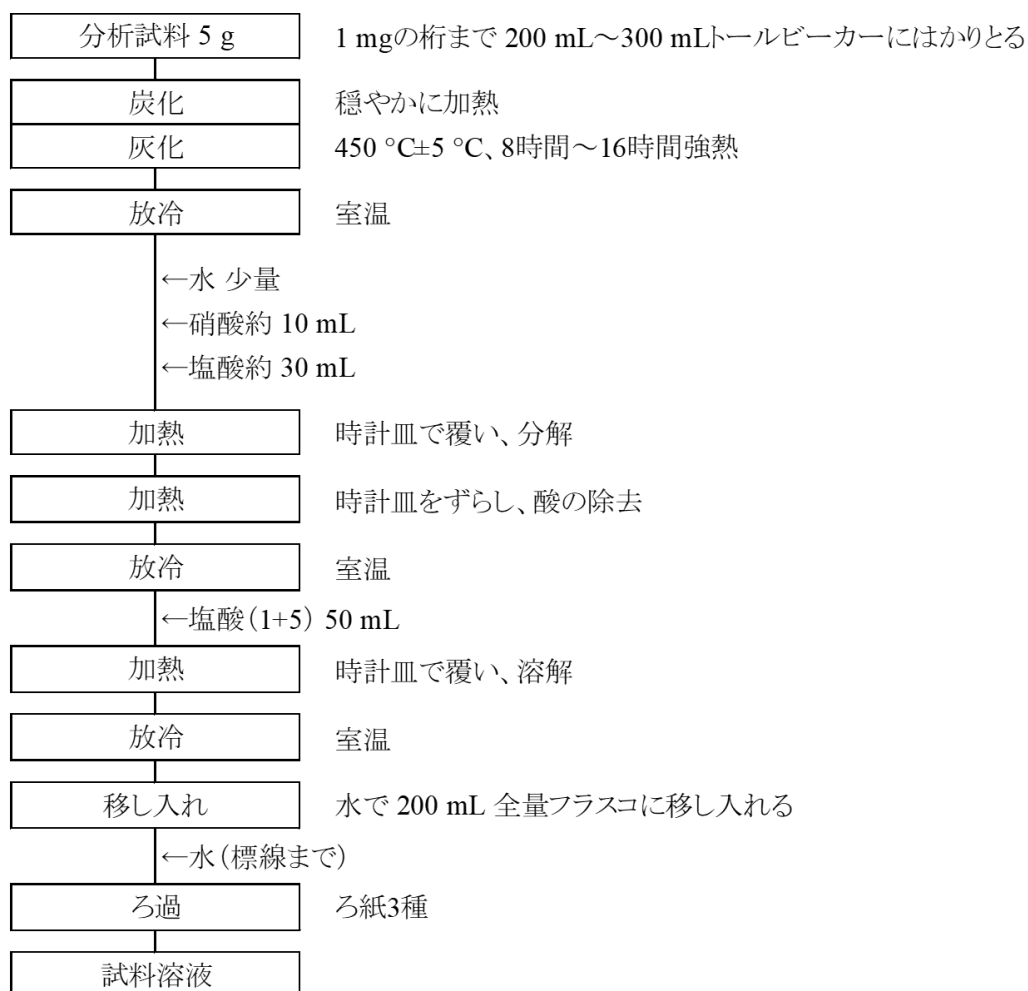 分析試料 5 g 1 mgの桁まで 200 mL～300 mLトールビーカーにはかりとる
炭化 穏やかに加熱
灰化 450 °C±5 °C、8時間～16時間強熱
放冷 室温
←水 少量
←硝酸約 10 mL
←塩酸約 30 mL
加熱 時計皿で覆い、分解
加熱 時計皿をずらし、酸の除去
放冷 室温
←塩酸（1+5） 50 mL
加熱 時計皿で覆い、溶解
放冷 室温
移し入れ 水で 200 mL 全量フラスコに移し入れる
←水（標線まで）
ろ過 ろ紙3種
試料溶液